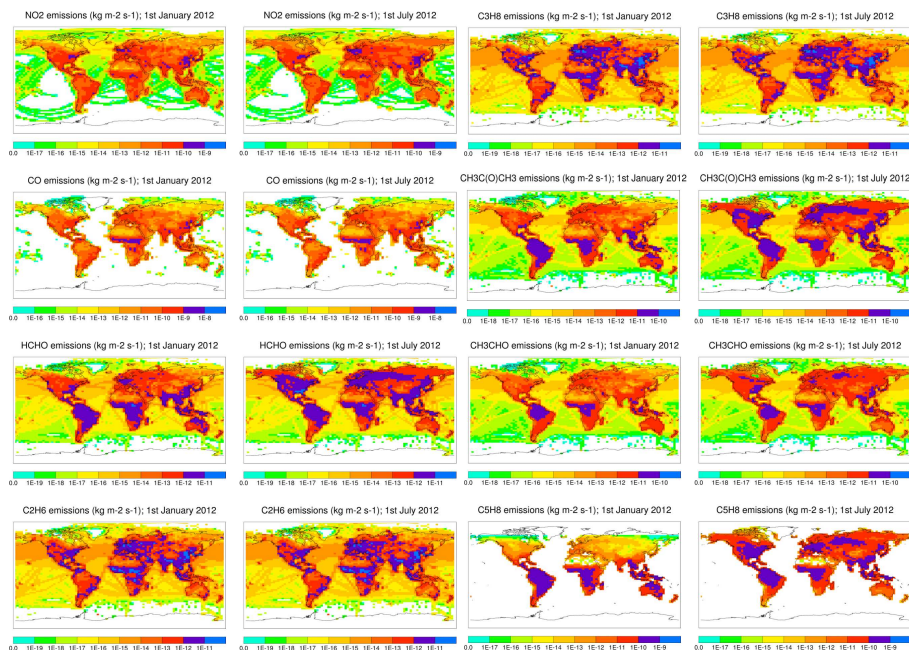 NO2 emissions (kg m-2 s-1); 1st January 2012
NO2 emissions (kg m-2 s-1); 1st July 2012
C3H8 emissions (kg m-2 s-1); 1st January 2012
C3H8 emissions (kg m-2 s-1); 1st July 2012
0.0 1E-17 1E-16 1E-15 1E-14 1E-13 1E-12 1E-11 1E-10 1E-9
0.0 1E-17 1E-16 1E-15 1E-14 1E-13 1E-12 1E-11 1E-10 1E-9
0.0 1E-19 1E-18 1E-17 1E-16 1E-15 1E-14 1E-13 1E-12 1E-11
0.0 1E-19 1E-18 1E-17 1E-16 1E-15 1E-14 1E-13 1E-12 1E-11
CO emissions (kg m-2 s-1); 1st January 2012
CO emissions (kg m-2 s-1); 1st July 2012
CH3C(O)CH3 emissions (kg m-2 s-1); 1st January 2012
CH3C(O)CH3 emissions (kg m-2 s-1); 1st July 2012
0.0 1E-16 1E-15 1E-14 1E-13 1E-12 1E-11 1E-10 1E-9 1E-8
0.0 1E-16 1E-15 1E-14 1E-13 1E-12 1E-11 1E-10 1E-9 1E-8
0.0 1E-18 1E-17 1E-16 1E-15 1E-14 1E-13 1E-12 1E-11 1E-10
0.0 1E-18 1E-17 1E-16 1E-15 1E-14 1E-13 1E-12 1E-11 1E-10
HCHO emissions (kg m-2 s-1); 1st January 2012
HCHO emissions (kg m-2 s-1); 1st July 2012
CH3CHO emissions (kg m-2 s-1); 1st January 2012
CH3CHO emissions (kg m-2 s-1); 1st July 2012
0.0 1E-19 1E-18 1E-17 1E-16 1E-15 1E-14 1E-13 1E-12 1E-11
0.0 1E-19 1E-18 1E-17 1E-16 1E-15 1E-14 1E-13 1E-12 1E-11
0.0 1E-18 1E-17 1E-16 1E-15 1E-14 1E-13 1E-12 1E-11 1E-10
0.0 1E-18 1E-17 1E-16 1E-15 1E-14 1E-13 1E-12 1E-11 1E-10
C2H6 emissions (kg m-2 s-1); 1st January 2012
C2H6 emissions (kg m-2 s-1); 1st July 2012
C5H8 emissions (kg m-2 s-1); 1st January 2012
C5H8 emissions (kg m-2 s-1); 1st July 2012
0.0 1E-19 1E-18 1E-17 1E-16 1E-15 1E-14 1E-13 1E-12 1E-11
0.0 1E-19 1E-18 1E-17 1E-16 1E-15 1E-14 1E-13 1E-12 1E-11
0.0 1E-17 1E-16 1E-15 1E-14 1E-13 1E-12 1E-11 1E-10 1E-9
0.0 1E-17 1E-16 1E-15 1E-14 1E-13 1E-12 1E-11 1E-10 1E-9